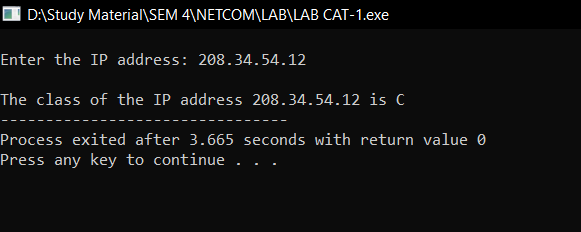 D:\Study Material\SEM 4\NETCOM\LAB\LAB CAT-1.exe
Enter the IP address: 208.34.54.12
The class of the IP address 208.34.54.12 is C
--------------------------------
Process exited after 3.665 seconds with return value 0
Press any key to continue . . .